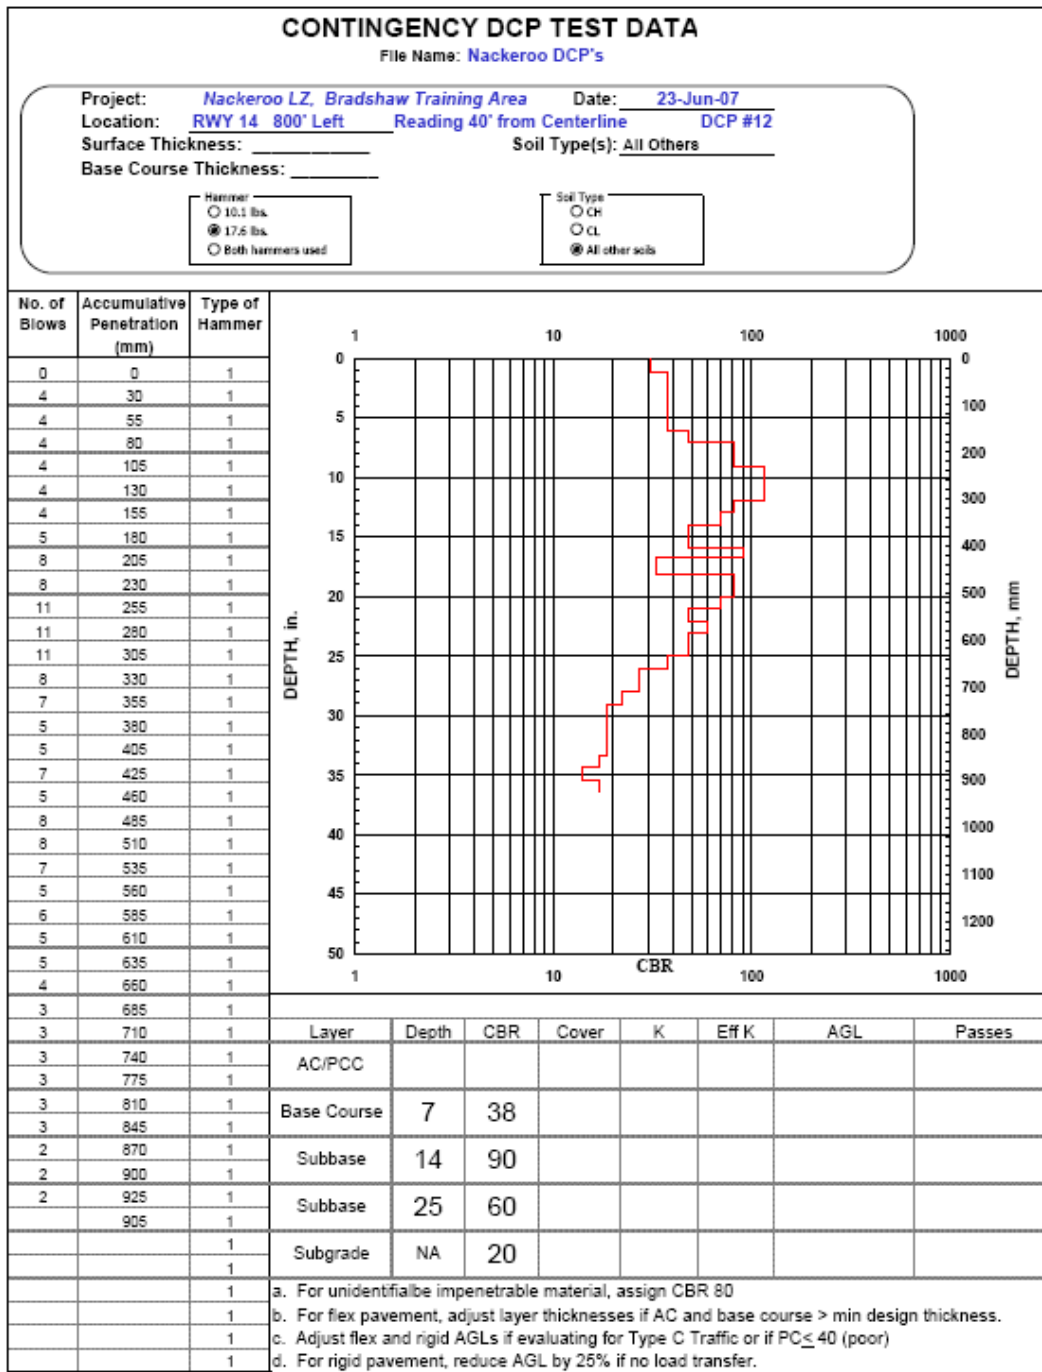 CONTINGENCY DCP TEST DATA
File Name: Nackeroo DCP's
Project: Nackeroo LZ, Bradshaw Training Area Date: 23-Jun-07
Location: RWY 14 800' Left Reading 40' from Centerline DCP #12
Surface Thickness: Soil Type(s): All Others
Base Course Thickness:
Hammer
10.1 lbs.
17.6 lbs.
Both hammers used
Soil Type
CH
CL
All other soils
No. of Blows Accumulative Penetration (mm) Type of Hammer
0 0 1
4 30 1
4 55 1
4 80 1
4 105 1
4 130 1
4 155 1
5 180 1
8 205 1
8 230 1
11 255 1
11 280 1
11 305 1
8 330 1
7 355 1
5 380 1
5 405 1
7 425 1
5 460 1
8 485 1
8 510 1
7 535 1
5 560 1
6 585 1
5 610 1
5 635 1
4 660 1
3 685 1
3 710 1
3 740 1
3 775 1
3 810 1
3 845 1
2 870 1
2 900 1
2 925 1
905 1
1
1
1
1
1
1
1 10 100 1000
0
5
10
15
20
25
30
35
40
45
50
DEPTH, in.
0
100
200
300
400
500
600
700
800
900
1000
1100
1200
DEPTH, mm
CBR
1 10 100 1000
Layer Depth CBR Cover K Eff K AGL Passes
AC/PCC
Base Course 7 38
Subbase 14 90
Subbase 25 60
Subgrade NA 20
a. For unidentifialbe impenetrable material, assign CBR 80
b. For flex pavement, adjust layer thicknesses if AC and base course > min design thickness.
c. Adjust flex and rigid AGLs if evaluating for Type C Traffic or if PC≤ 40 (poor)
d. For rigid pavement, reduce AGL by 25% if no load transfer.